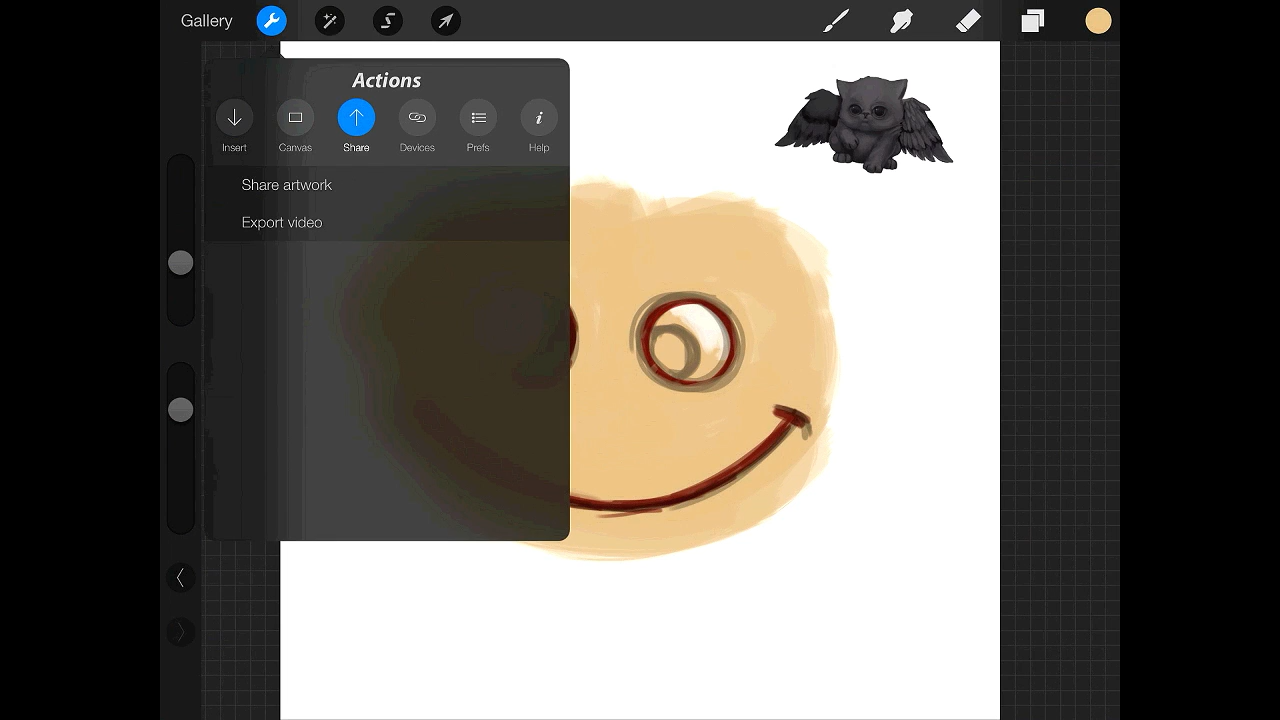 Gallery
Actions
Insert Canvas Share Devices Prefs Help
Share artwork
Export video